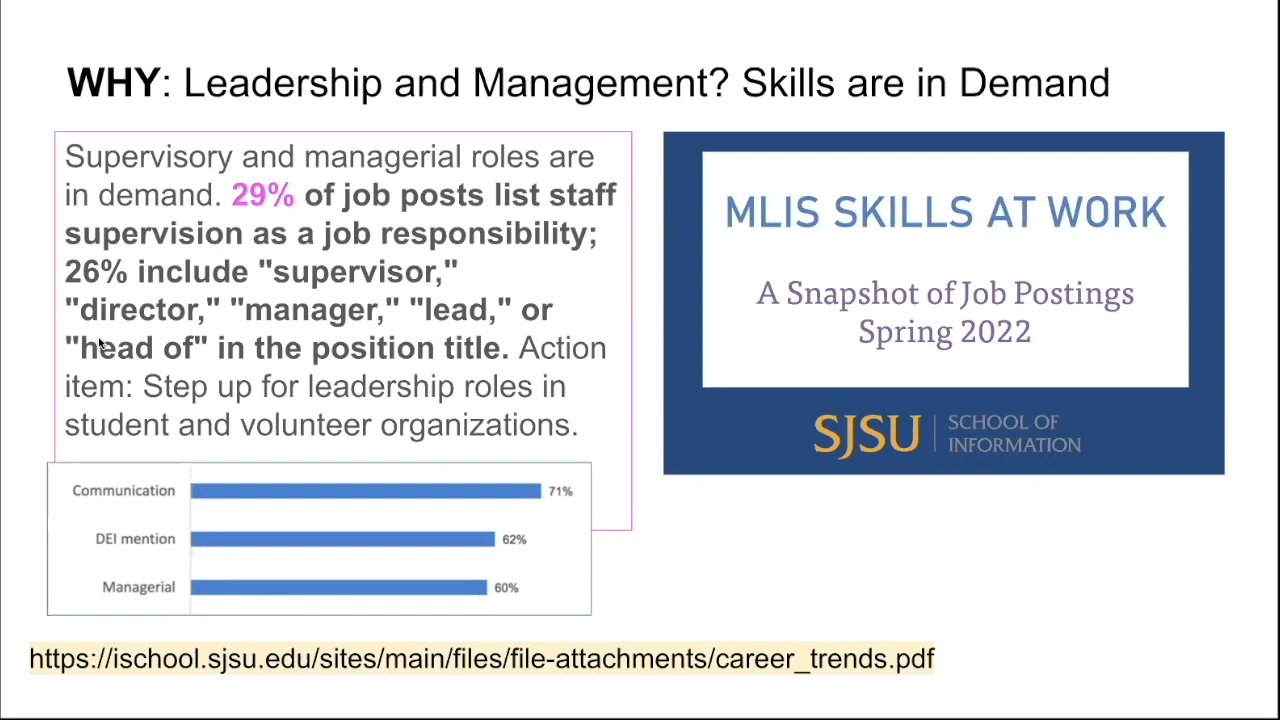 WHY: Leadership and Management? Skills are in Demand
Supervisory and managerial roles are
in demand. 29% of job posts list staff
supervision as a job responsibility;
26% include "supervisor,"
"director," "manager," "lead," or
"head of" in the position title. Action
item: Step up for leadership roles in
student and volunteer organizations.
MLIS SKILLS AT WORK
A Snapshot of Job Postings
Spring 2022
SJSU SCHOOL OF
INFORMATION
Communication 71%
DEI mention 62%
Managerial 60%
https://ischool.sjsu.edu/sites/main/files/file-attachments/career_trends.pdf